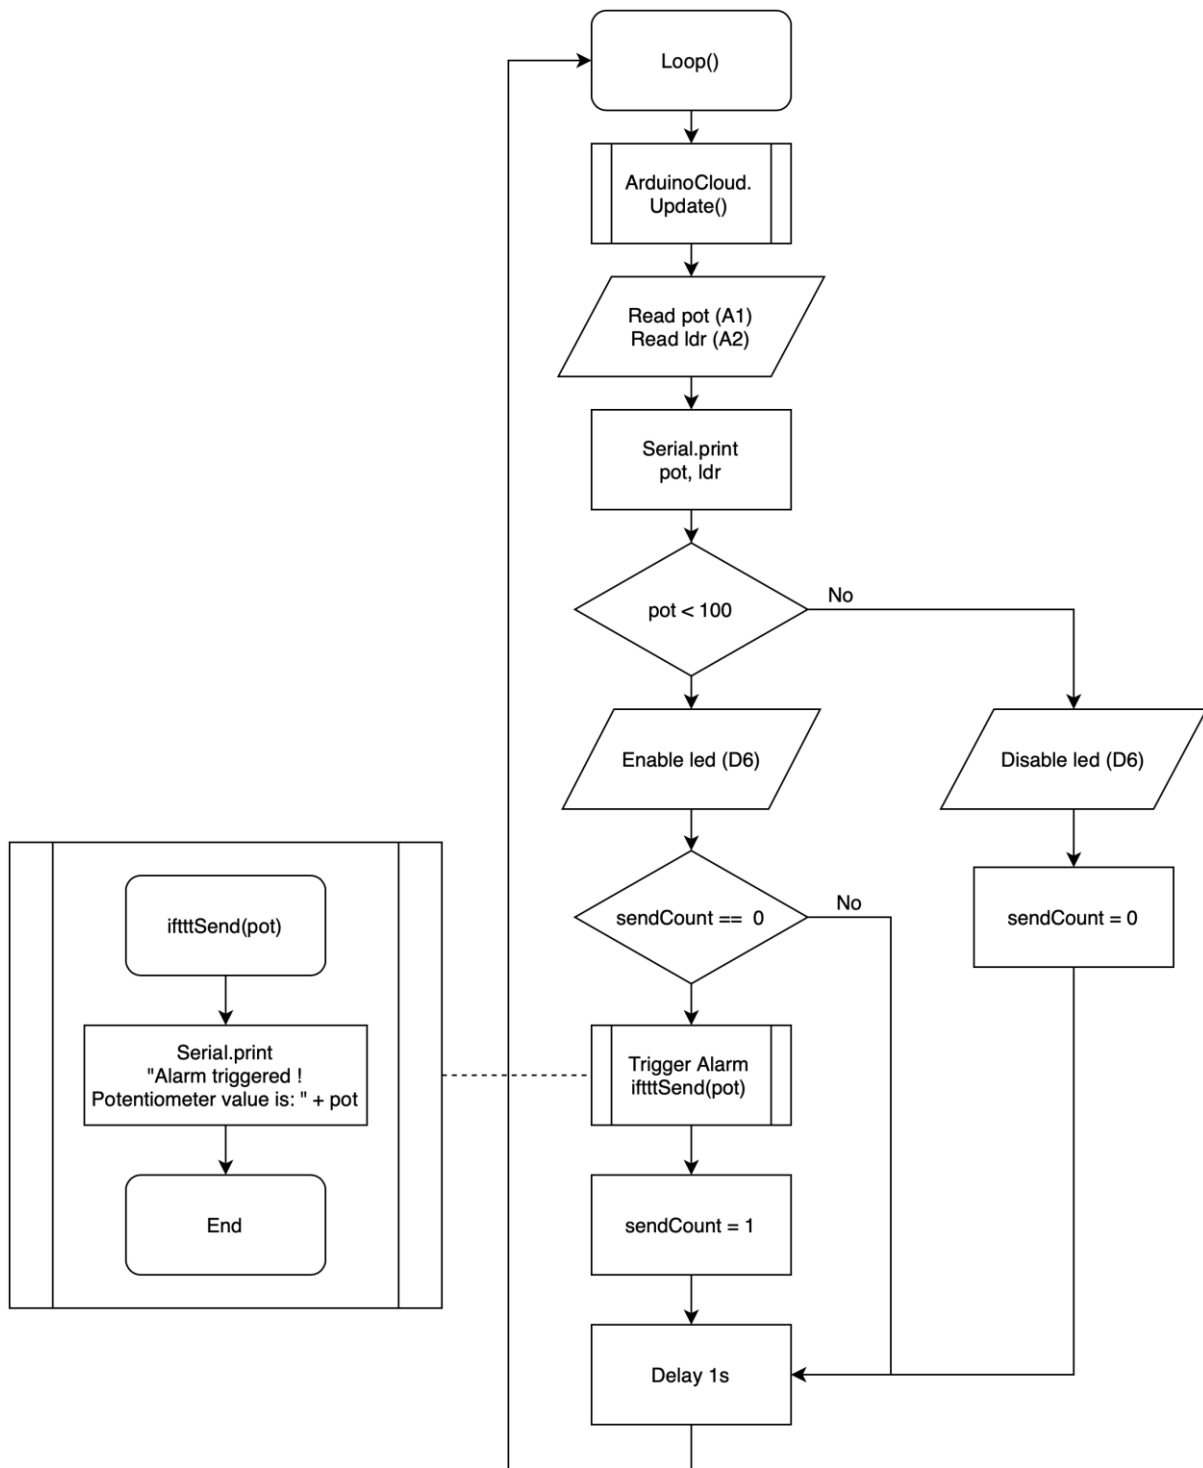 Loop()
ArduinoCloud.
Update()
Read pot (A1)
Read ldr (A2)
Serial.print
pot, ldr
pot < 100
No
Enable led (D6)
Disable led (D6)
sendCount ==  0
No
sendCount = 0
Trigger Alarm
iftttSend(pot)
sendCount = 1
Delay 1s
iftttSend(pot)
Serial.print
"Alarm triggered !
Potentiometer value is: " + pot
End